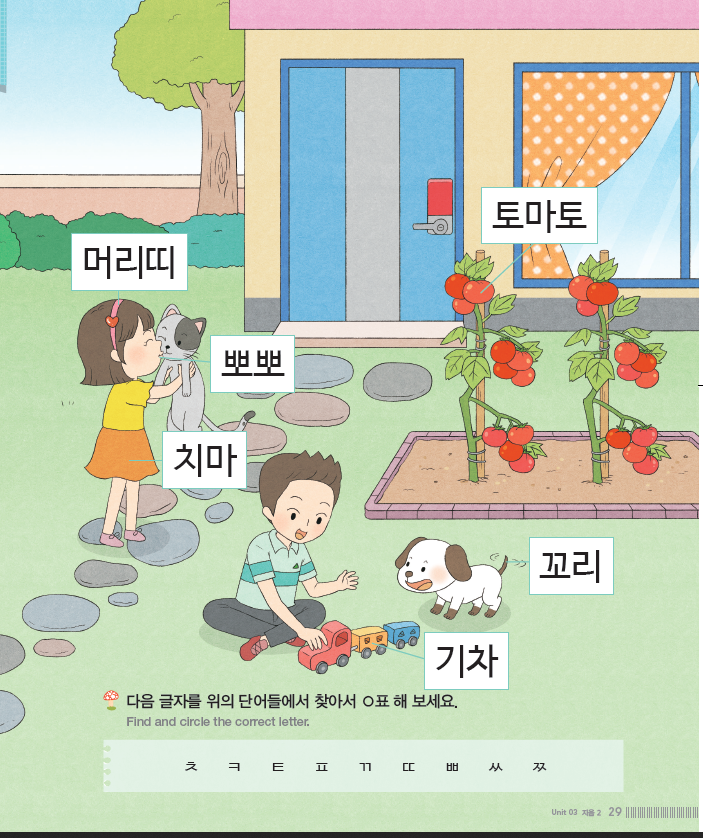 토마토
머리띠
뽀뽀
치마
꼬리
기차
다음 글자를 위의 단어들에서 찾아서 O표 해 보세요.
Find and circle the correct letter.
ㅊ ㅋ ㅌ ㅍ ㄲ ㄸ ㅃ ㅆ ㅉ
Unit 03 자음 2 29